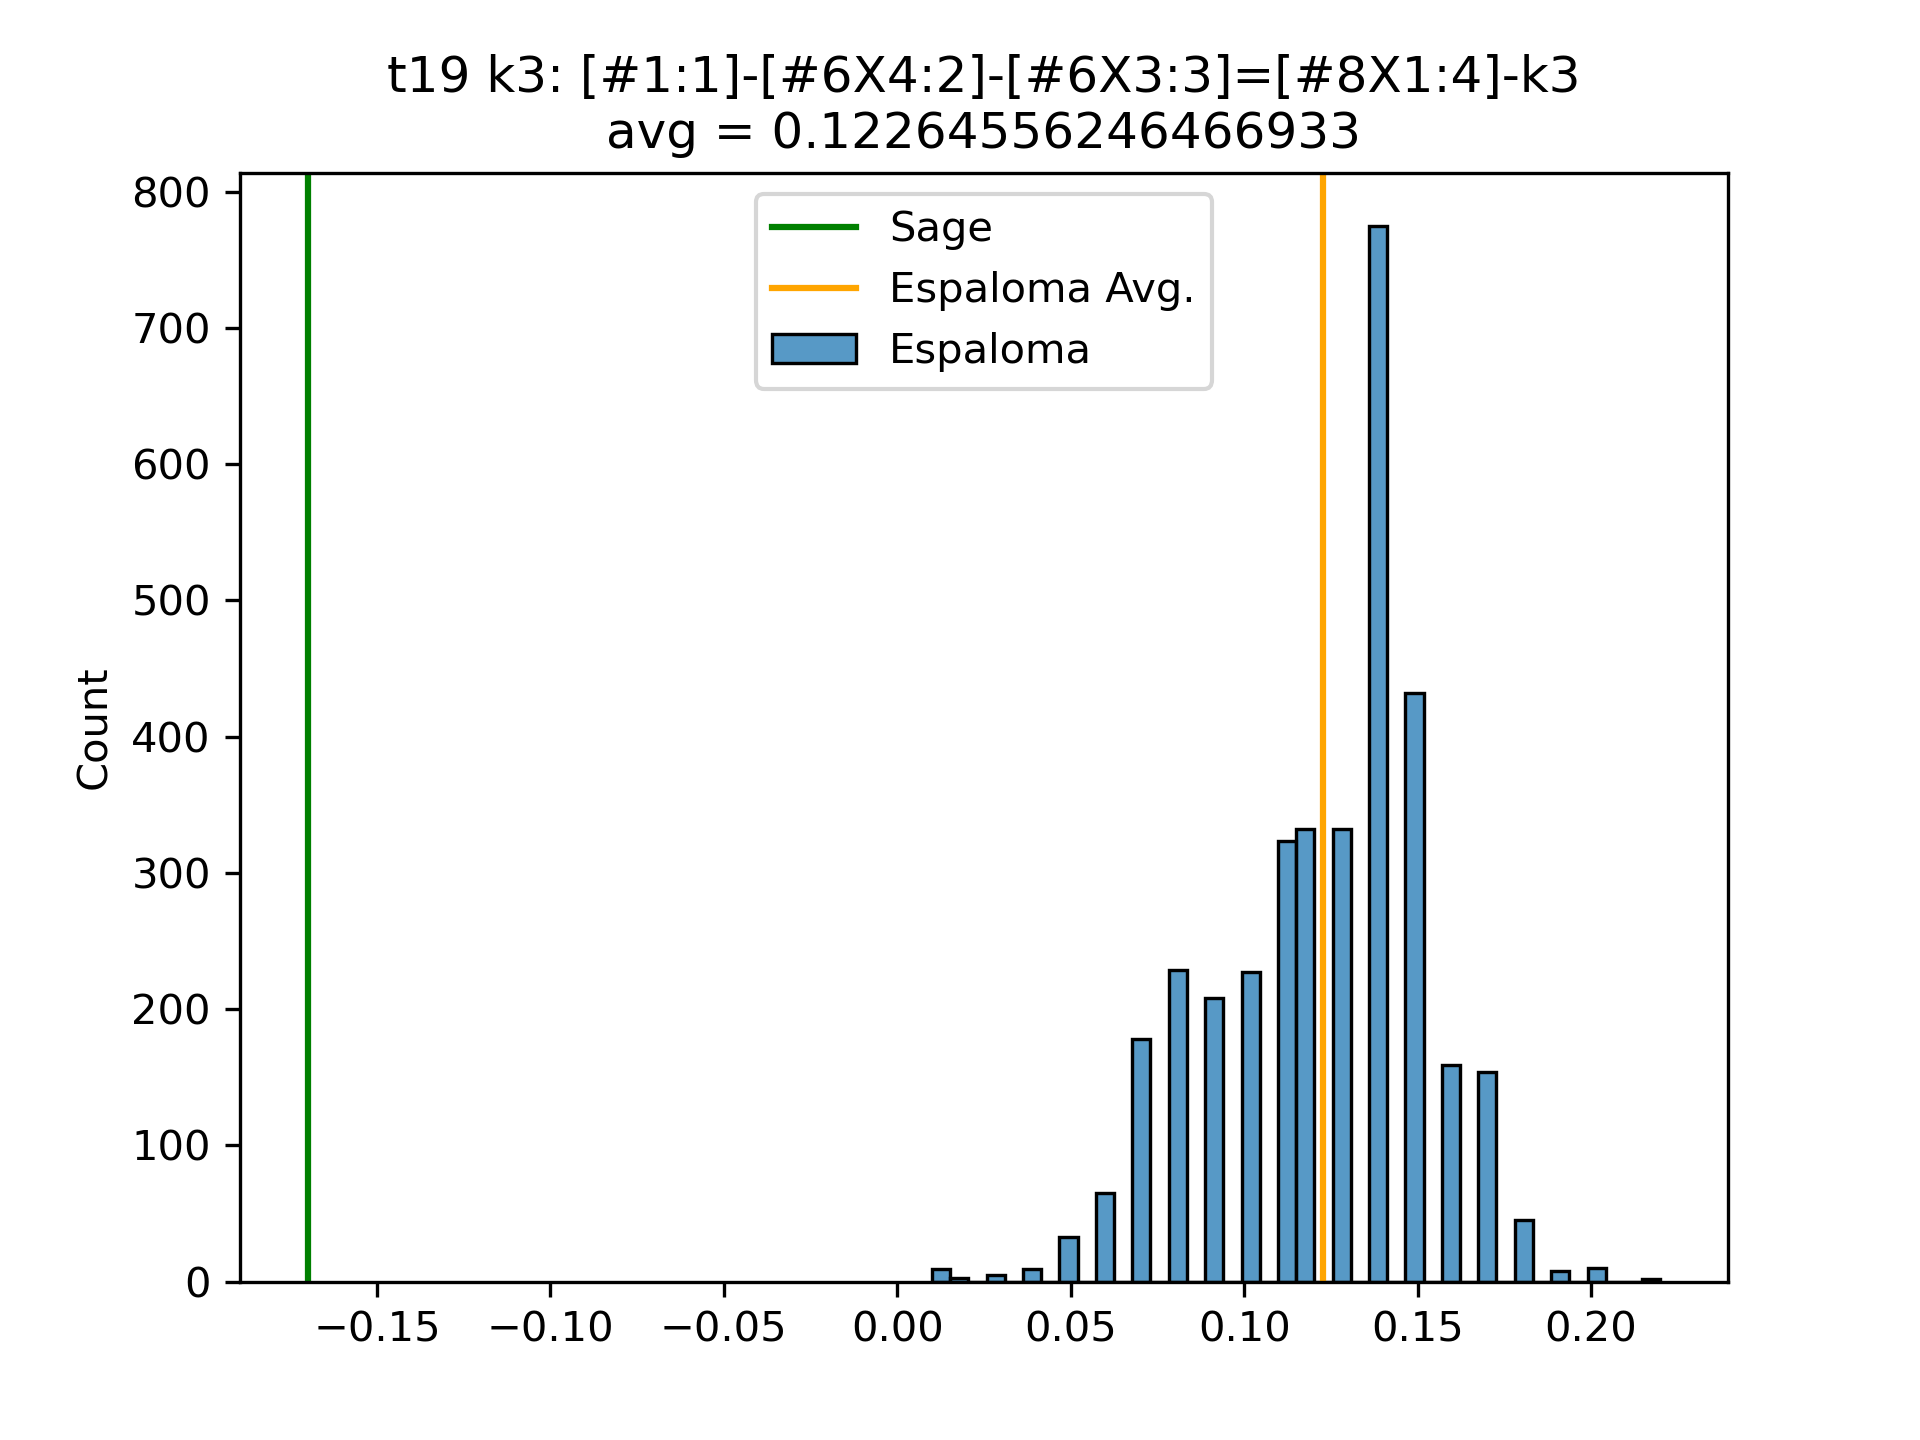 t19 k3: [#1:1]-[#6X4:2]-[#6X3:3]=[#8X1:4]-k3
avg = 0.12264556246466933
Sage
Espaloma Avg.
Espaloma
Count
800
700
600
500
400
300
200
100
0
−0.15 −0.10 −0.05 0.00 0.05 0.10 0.15 0.20